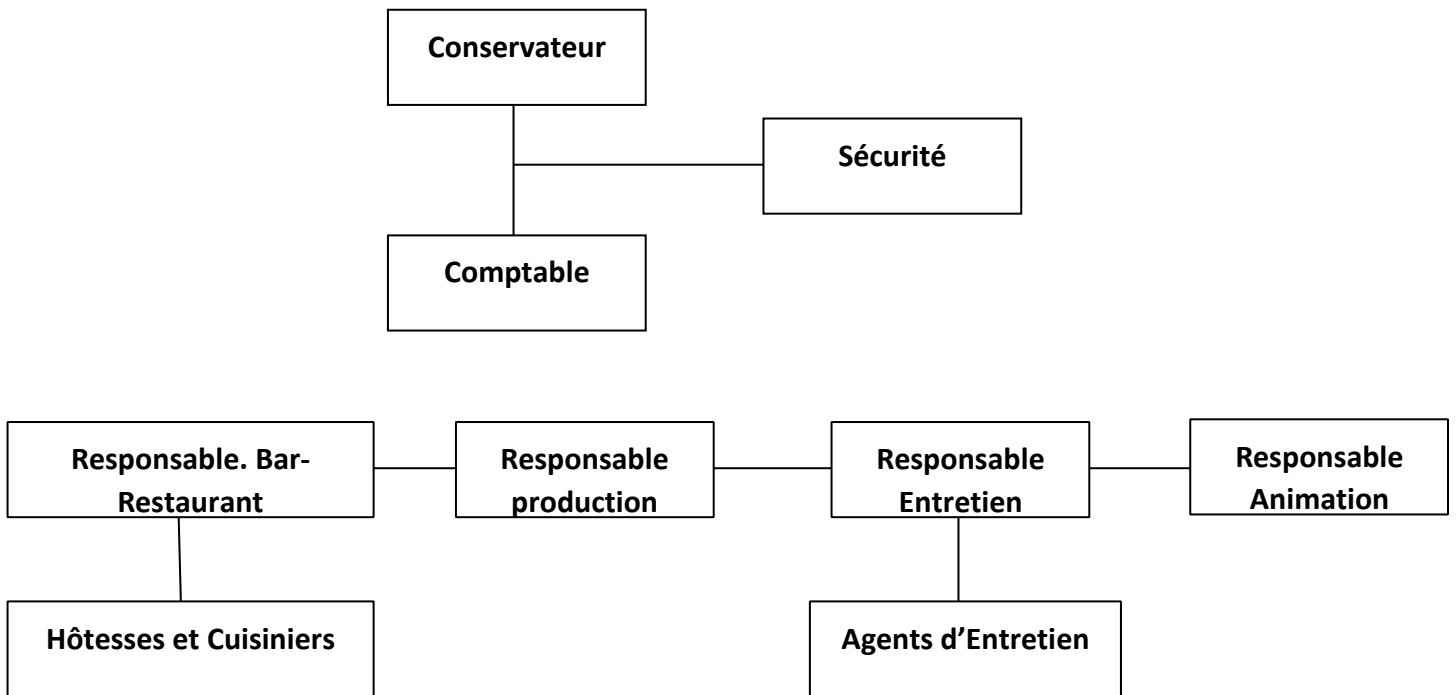 Conservateur
Sécurité
Comptable
Responsable. Bar-
Restaurant
Responsable
production
Responsable
Entretien
Responsable
Animation
Hôtesses et Cuisiniers
Agents d’Entretien